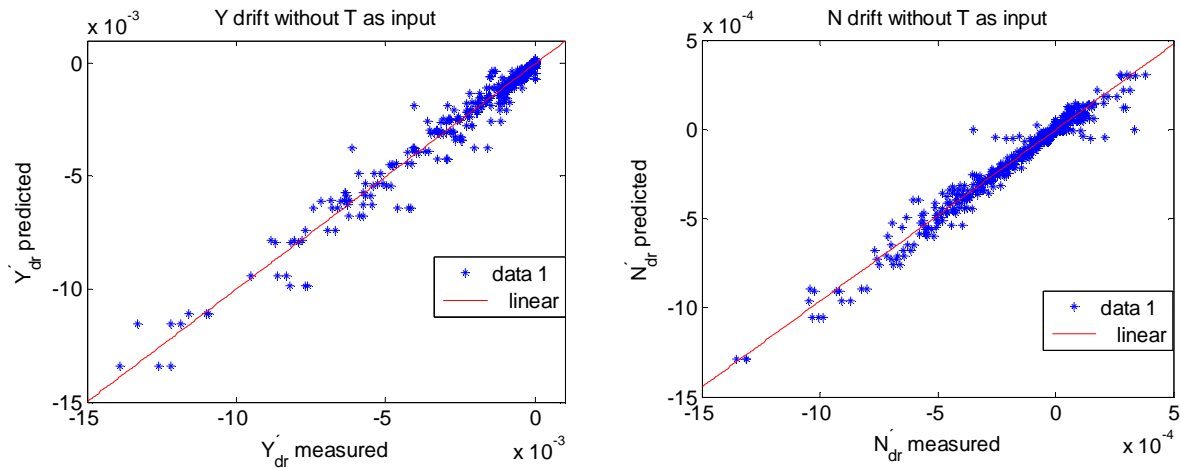 Y drift without T as input
x 10⁻³
0
-5
-10
-15
-15
-10
-5
0
x 10⁻³
Y′dr predicted
Y′dr measured
data 1
linear
N drift without T as input
x 10⁻⁴
5
0
-5
-10
-15
-15
-10
-5
0
5
x 10⁻⁴
N′dr predicted
N′dr measured
data 1
linear